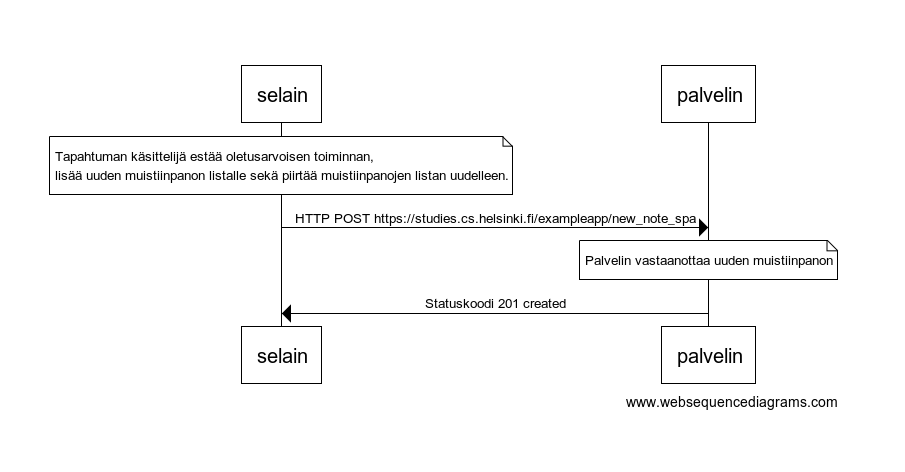 selain
palvelin
Tapahtuman käsittelijä estää oletusarvoisen toiminnan,
lisää uuden muistiinpanon listalle sekä piirtää muistiinpanojen listan uudelleen.
HTTP POST https://studies.cs.helsinki.fi/exampleapp/new_note_spa
Palvelin vastaanottaa uuden muistiinpanon
Statuskoodi 201 created
selain
palvelin
www.websequencediagrams.com